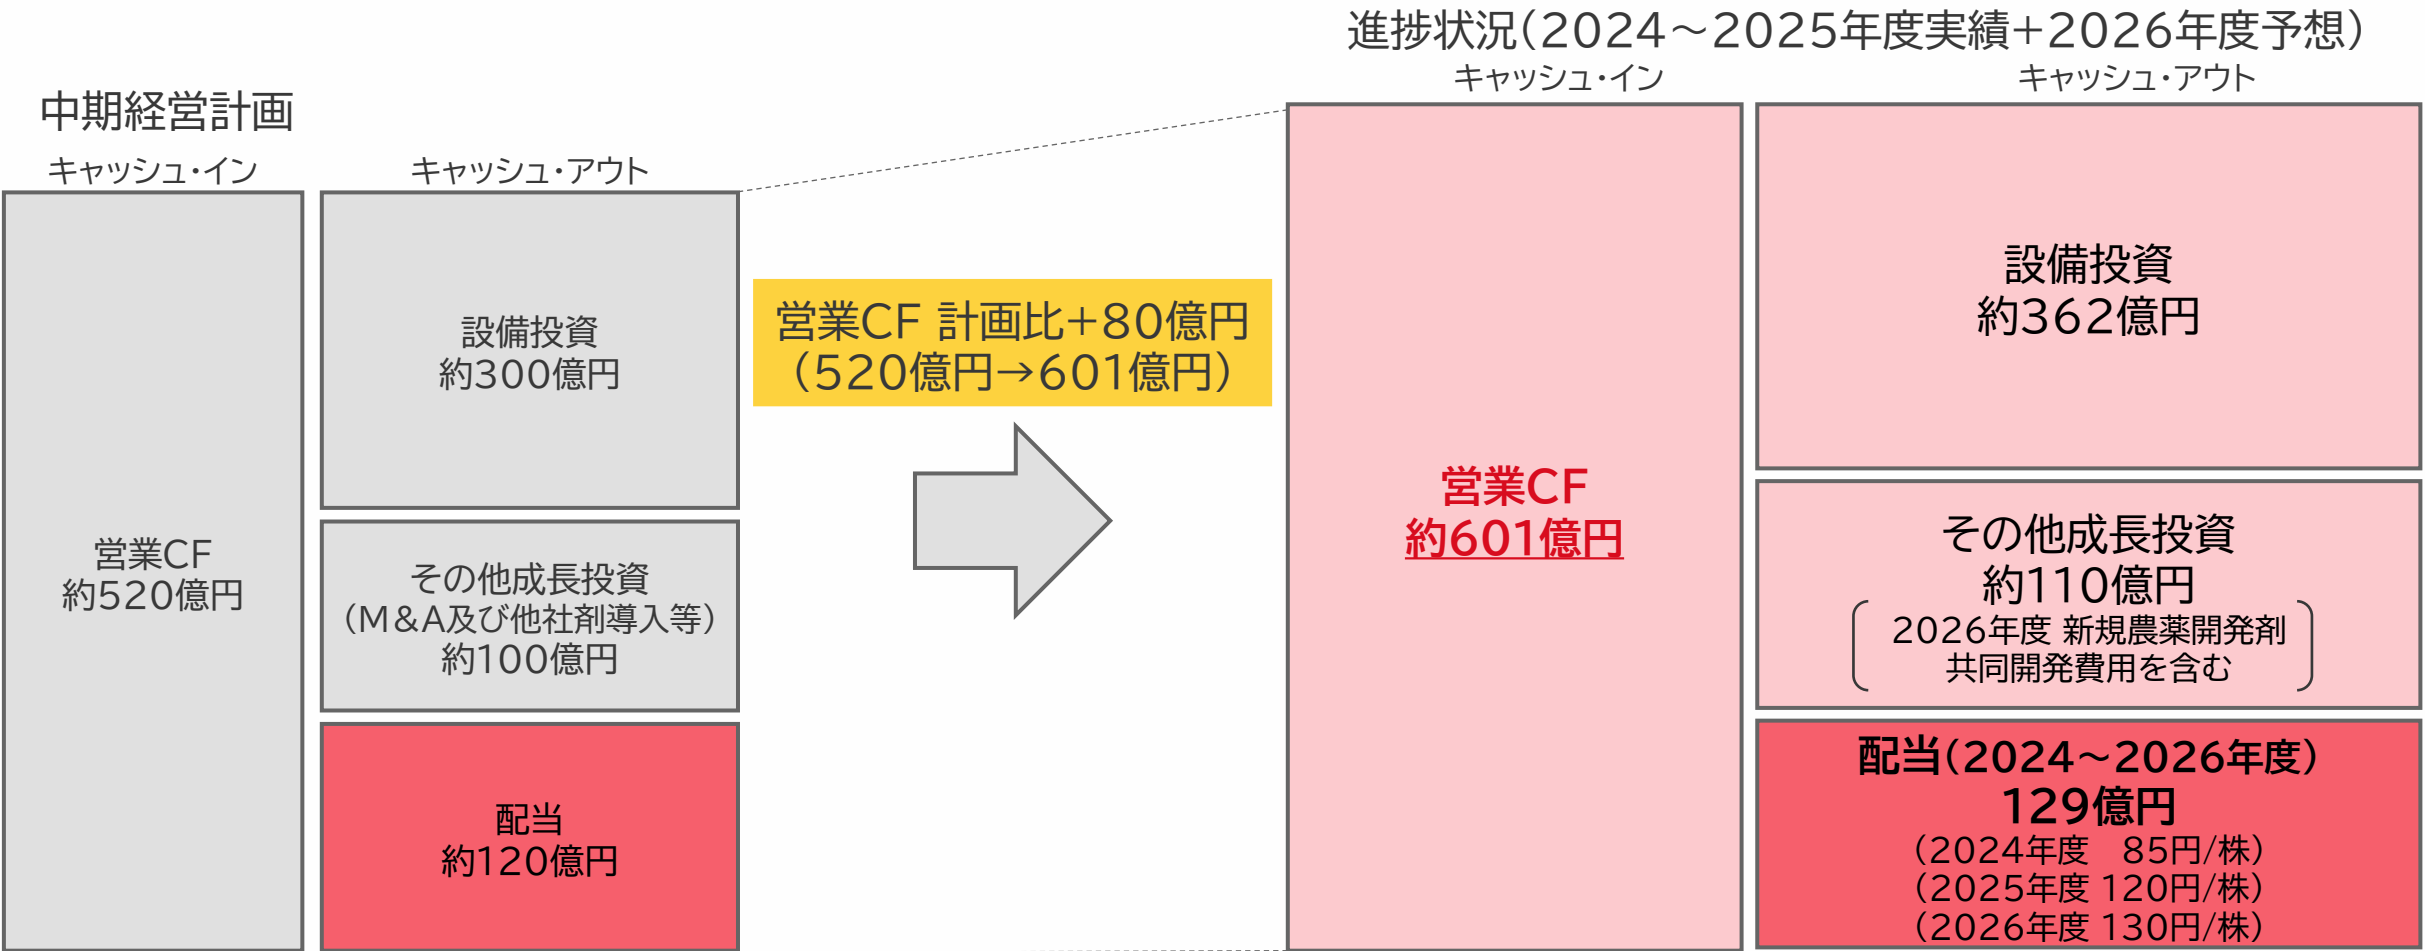 中期経営計画
キャッシュ・イン
キャッシュ・アウト
営業CF
約520億円
設備投資
約300億円
その他成長投資
（M＆A及び他社剤導入等）
約100億円
配当
約120億円
営業CF 計画比+80億円
（520億円→601億円）
進捗状況（2024～2025年度実績+2026年度予想）
キャッシュ・イン
キャッシュ・アウト
営業CF
約601億円
設備投資
約362億円
その他成長投資
約110億円
2026年度 新規農薬開発剤
共同開発費用を含む
配当（2024～2026年度）
129億円
（2024年度　85円/株）
（2025年度 120円/株）
（2026年度 130円/株）